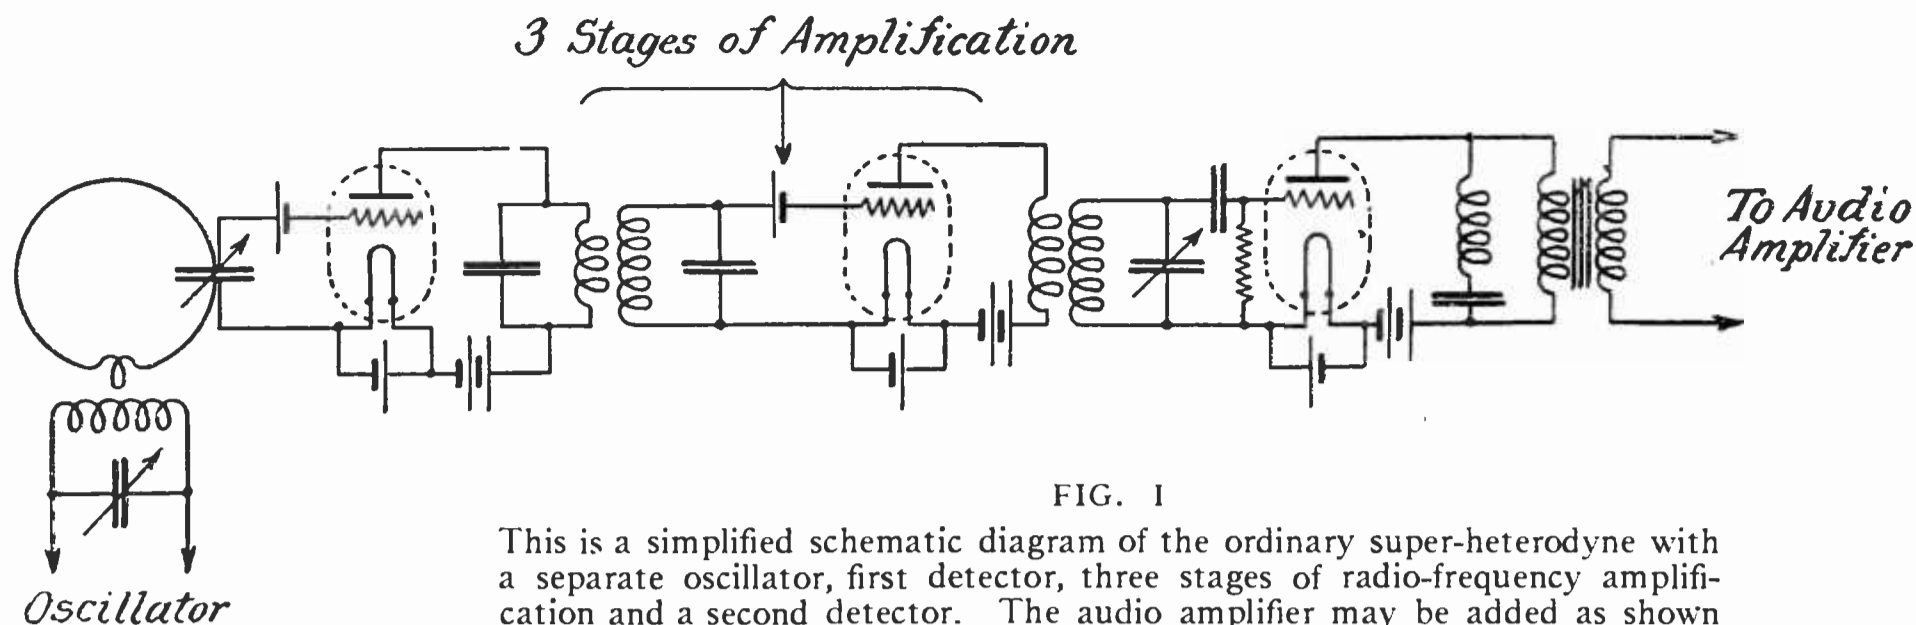 3 Stages of Amplification
To Audio
Amplifier
Oscillator
FIG. I
This is a simplified schematic diagram of the ordinary super-heterodyne with
a separate oscillator, first detector, three stages of radio-frequency amplifi-
cation and a second detector. The audio amplifier may be added as shown